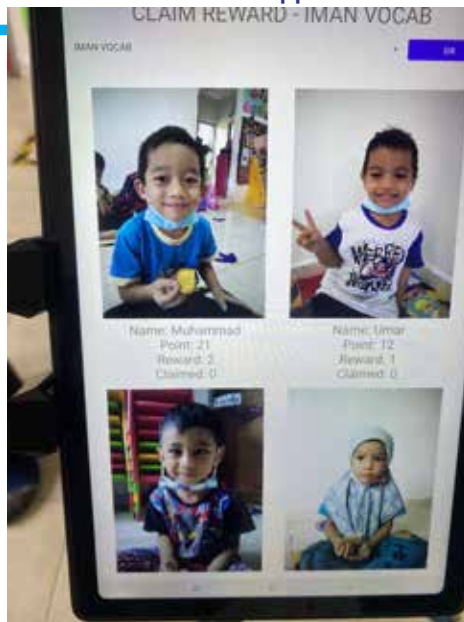 CLAIM REWARD - IMAN VOCAB
IMAN VOCAB
OK
Name: Muhammad
Point: 21
Reward: 2
Claimed: 0
Name: Umar
Point: 12
Reward: 1
Claimed: 0